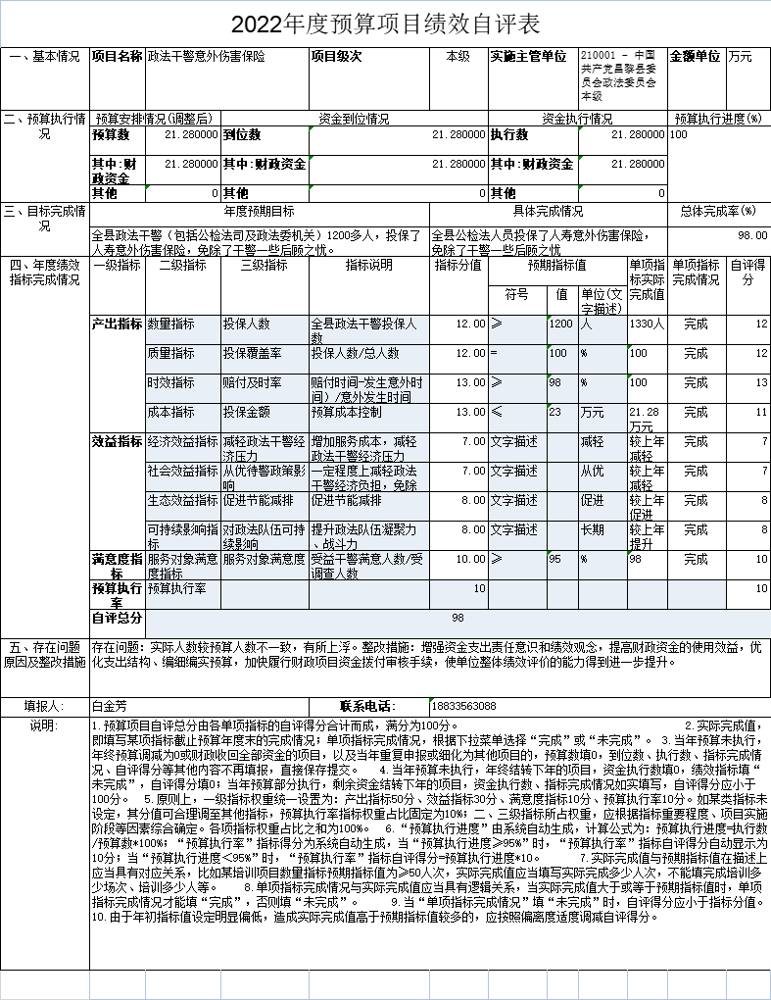 2022年度预算项目绩效自评表
一、基本情况 项目名称 政法干警意外伤害保险 项目级次 本级 实施主管单位 210001 - 中国共产党昌黎县委员会政法委员会本级 金额单位 万元
二、预算执行情况 预算安排情况(调整后) 资金到位情况 资金执行情况 预算执行进度(%)
预算数 21.280000 到位数 21.280000 执行数 21.280000 100
其中:财政资金 21.280000 其中:财政资金 21.280000 其中:财政资金 21.280000
其他 0 其他 0 其他 0
三、目标完成情况 年度预期目标 具体完成情况 总体完成率(%)
全县政法干警（包括公检法司及政法委机关）1200多人，投保了人寿意外伤害保险，免除了干警一些后顾之忧。 全县公检法人员投保了人寿意外伤害保险，免除了干警一些后顾之忧 98.00
四、年度绩效指标完成情况 一级指标 二级指标 三级指标 指标说明 指标分值 预期指标值 单项指标实际完成值 单项指标完成情况 自评得分
符号 值 单位(文字描述)
产出指标 数量指标 投保人数 全县政法干警投保人数 12.00 ≥ 1200 人 1330人 完成 12
质量指标 投保覆盖率 投保人数/总人数 12.00 = 100 % 100 完成 12
时效指标 赔付及时率 赔付时间-发生意外时间）/意外发生时间 13.00 ≥ 98 % 100 完成 13
成本指标 投保金额 预算成本控制 13.00 ≤ 23 万元 21.28万元 完成 11
效益指标 经济效益指标 减轻政法干警经济压力 增加服务成本，减轻政法干警经济压力 7.00 文字描述 减轻 较上年减轻 完成 7
社会效益指标 从优待警政策影响 一定程度上减轻政法干警经济负担，免除 7.00 文字描述 从优 较上年减轻 完成 7
生态效益指标 促进节能减排 促进节能减排 8.00 文字描述 促进 较上年促进 完成 8
可持续影响指标 对政法队伍可持续影响 提升政法队伍凝聚力、战斗力 8.00 文字描述 长期 较上年提升 完成 8
满意度指标 服务对象满意度指标 服务对象满意度 受益干警满意人数/受调查人数 10.00 ≥ 95 % 98 完成 10
预算执行率 预算执行率 10 10
自评总分 98
五、存在问题原因及整改措施 存在问题：实际人数较预算人数不一致，有所上浮。整改措施：增强资金支出责任意识和绩效观念，提高财政资金的使用效益，优化支出结构、编细编实预算，加快履行财政项目资金拨付审核手续，使单位整体绩效评价的能力得到进一步提升。
填报人: 白金芳 联系电话: 18833563088
说明: 1.预算项目自评总分由各单项指标的自评得分合计而成，满分为100分。 2.实际完成值，
即填写某项指标截止预算年度末的完成情况；单项指标完成情况，根据下拉菜单选择“完成”或“未完成”。 3.当年预算未执行，
年终预算调减为0或财政收回全部资金的项目，以及当年重复申报或细化为其他项目的，预算数填0，到位数、执行数、指标完成情
况、自评得分等其他内容不再填报，直接保存提交。 4.当年预算未执行，年终结转下年的项目，资金执行数填0，绩效指标填“
未完成”，自评得分填0；当年预算部分执行，剩余资金结转下年的项目，资金执行数、指标完成情况如实填写，自评得分应小于
100分。 5.原则上，一级指标权重统一设置为：产出指标50分、效益指标30分、满意度指标10分、预算执行率10分。如某类指标未
设定，其分值可合理调至其他指标，预算执行率指标权重占比固定为10%；二、三级指标所占权重，应根据指标重要程度、项目实施
阶段等因素综合确定。各项指标权重占比之和为100%。 6.“预算执行进度”由系统自动生成，计算公式为：预算执行进度=执行数
/预算数*100%；“预算执行率”指标得分为系统自动生成，当“预算执行进度≥95%”时，“预算执行率”指标自评得分自动显示为
10分；当“预算执行进度＜95%”时，“预算执行率”指标自评得分=预算执行进度*10。 7.实际完成值与预期指标值在描述上
应当具有对应关系，比如某培训项目数量指标预期指标值为≥50人次，实际完成值应当填写实际完成多少人次，不能填完成培训多
少场次、培训多少人等。 8.单项指标完成情况与实际完成值应当具有逻辑关系，当实际完成值大于或等于预期指标值时，单项
指标完成情况才能填“完成”，否则填“未完成”。 9.当“单项指标完成情况”填“未完成”时，自评得分应小于指标分值。
10.由于年初指标值设定明显偏低，造成实际完成值高于预期指标值较多的，应按照偏离度适度调减自评得分。